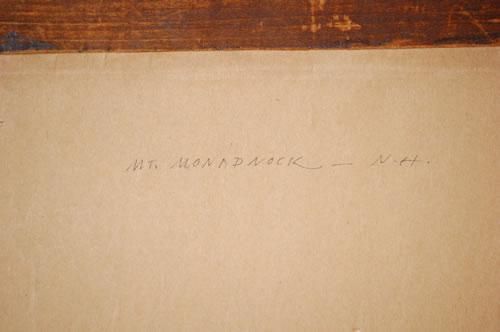 MT. MONADNOCK — N.H.